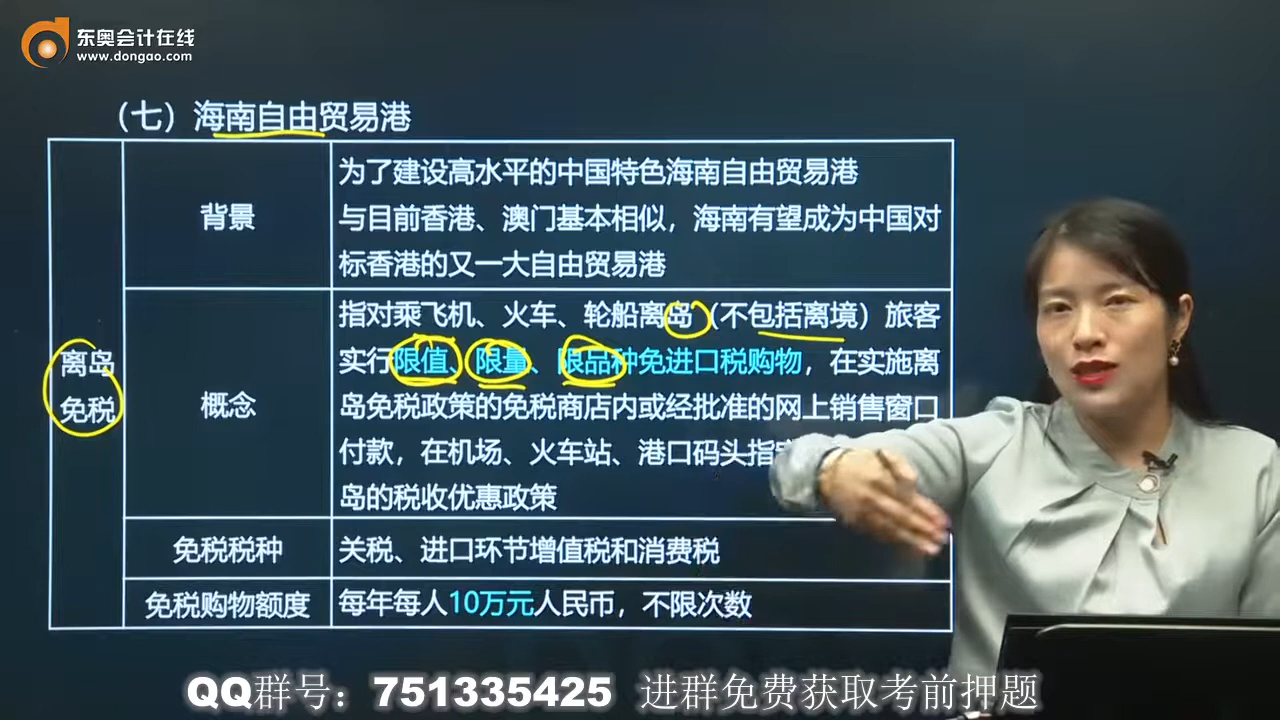 东奥会计在线
www.dongao.com
（七）海南自由贸易港
离岛
免税
背景
为了建设高水平的中国特色海南自由贸易港
与目前香港、澳门基本相似，海南有望成为中国对
标香港的又一大自由贸易港
概念
指对乘飞机、火车、轮船离岛（不包括离境）旅客
实行限值、限量、限品种免进口税购物，在实施离
岛免税政策的免税商店内或经批准的网上销售窗口
付款，在机场、火车站、港口码头指
岛的税收优惠政策
免税税种
关税、进口环节增值税和消费税
免税购物额度
每年每人10万元人民币，不限次数
QQ群号：751335425 进群免费获取考前押题